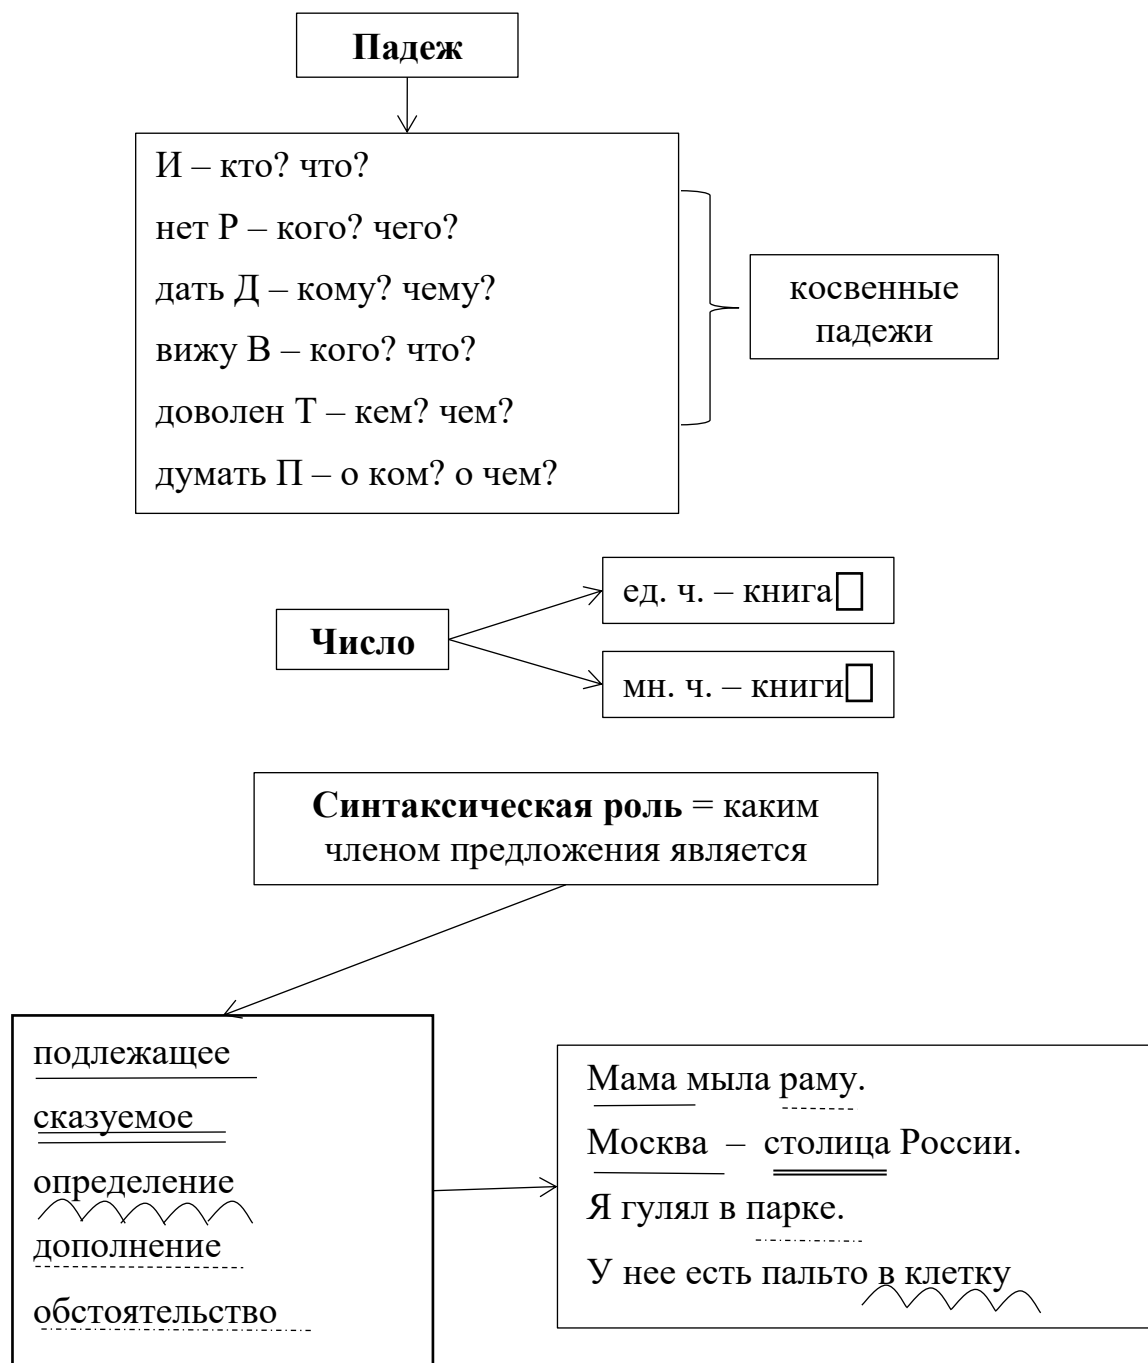 Падеж
И – кто? что?
нет Р – кого? чего?
дать Д – кому? чему?
вижу В – кого? что?
доволен Т – кем? чем?
думать П – о ком? о чем?
косвенные
падежи
Число
ед. ч. – книга
мн. ч. – книги
Синтаксическая роль = каким
членом предложения является
подлежащее
сказуемое
определение
дополнение
обстоятельство
Мама мыла раму.
Москва – столица России.
Я гулял в парке.
У нее есть пальто в клетку